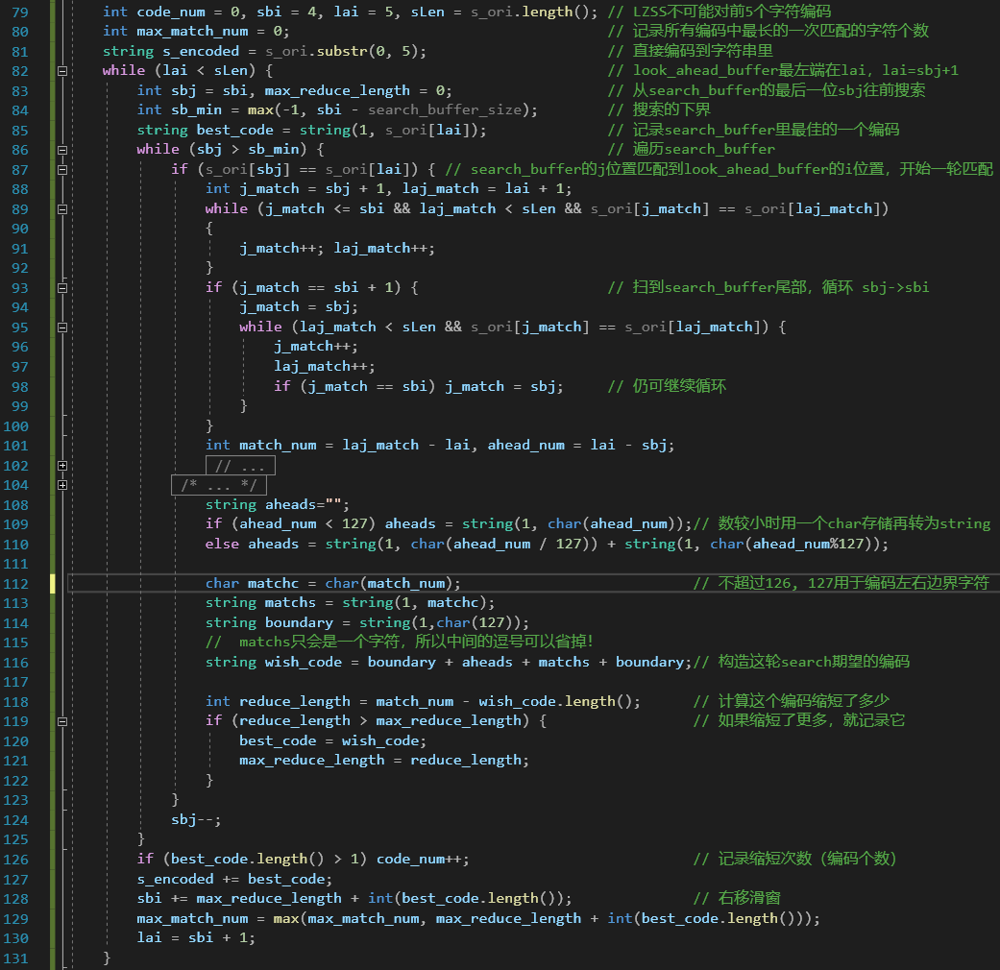 79 int code_num = 0, sbi = 4, lai = 5, sLen = s_ori.length(); // LZSS不可能对前5个字符编码
80 int max_match_num = 0; // 记录所有编码中最长的一次匹配的字符个数
81 string s_encoded = s_ori.substr(0, 5); // 直接编码到字符串里
82 while (lai < sLen) { // look_ahead_buffer最左端在lai，lai=sbj+1
83 int sbj = sbi, max_reduce_length = 0; // 从search_buffer的最后一位sbj往前搜索
84 int sb_min = max(-1, sbi - search_buffer_size); // 搜索的下界
85 string best_code = string(1, s_ori[lai]); // 记录search_buffer里最佳的一个编码
86 while (sbj > sb_min) { // 遍历search_buffer
87 if (s_ori[sbj] == s_ori[lai]) { // search_buffer的j位置匹配到look_ahead_buffer的i位置，开始一轮匹配
88 int j_match = sbj + 1, laj_match = lai + 1;
89 while (j_match <= sbi && laj_match < sLen && s_ori[j_match] == s_ori[laj_match])
90 {
91 j_match++; laj_match++;
92 }
93 if (j_match == sbi + 1) { // 扫到search_buffer尾部，循环 sbj->sbi
94 j_match = sbj;
95 while (laj_match < sLen && s_ori[j_match] == s_ori[laj_match]) {
96 j_match++;
97 laj_match++;
98 if (j_match == sbi) j_match = sbj; // 仍可继续循环
99 }
100 }
101 int match_num = laj_match - lai, ahead_num = lai - sbj;
102 // ...
104 /* ... */
108 string aheads="";
109 if (ahead_num < 127) aheads = string(1, char(ahead_num));// 数较小时用一个char存储再转为string
110 else aheads = string(1, char(ahead_num / 127)) + string(1, char(ahead_num%127));
111
112 char matchc = char(match_num); // 不超过126, 127用于编码左右边界字符
113 string matchs = string(1, matchc);
114 string boundary = string(1,char(127));
115 // matchs只会是一个字符，所以中间的逗号可以省掉！
116 string wish_code = boundary + aheads + matchs + boundary;// 构造这轮search期望的编码
117
118 int reduce_length = match_num - wish_code.length(); // 计算这个编码缩短了多少
119 if (reduce_length > max_reduce_length) { // 如果缩短了更多，就记录它
120 best_code = wish_code;
121 max_reduce_length = reduce_length;
122 }
123 }
124 sbj--;
125 }
126 if (best_code.length() > 1) code_num++; // 记录缩短次数（编码个数）
127 s_encoded += best_code;
128 sbi += max_reduce_length + int(best_code.length()); // 右移滑窗
129 max_match_num = max(max_match_num, max_reduce_length + int(best_code.length()));
130 lai = sbi + 1;
131 }